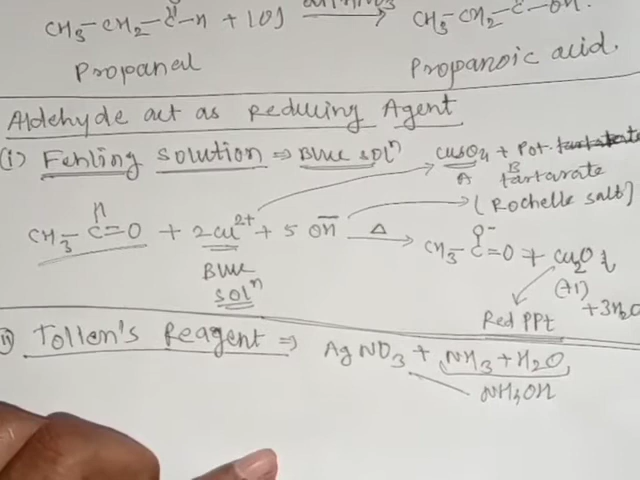 CH3-CH2-C-H + [O] → CH3-CH2-C-OH
Propanal Propanoic acid.
Aldehyde act as Reducing Agent
(i) Fehling solution ⇒ Blue solⁿ CuSO4 + Pot.
A B tartarate
(Rochelle salt)
H O⁻
CH3-C=O + 2Cu²⁺ + 5 OH⁻ Δ→ CH3-C=O + Cu2O↓
Blue (+1) + 3H2O
solⁿ Red PPt
ii) Tollen's Reagent ⇒ AgNO3 + NH3 + H2O
NH4OH